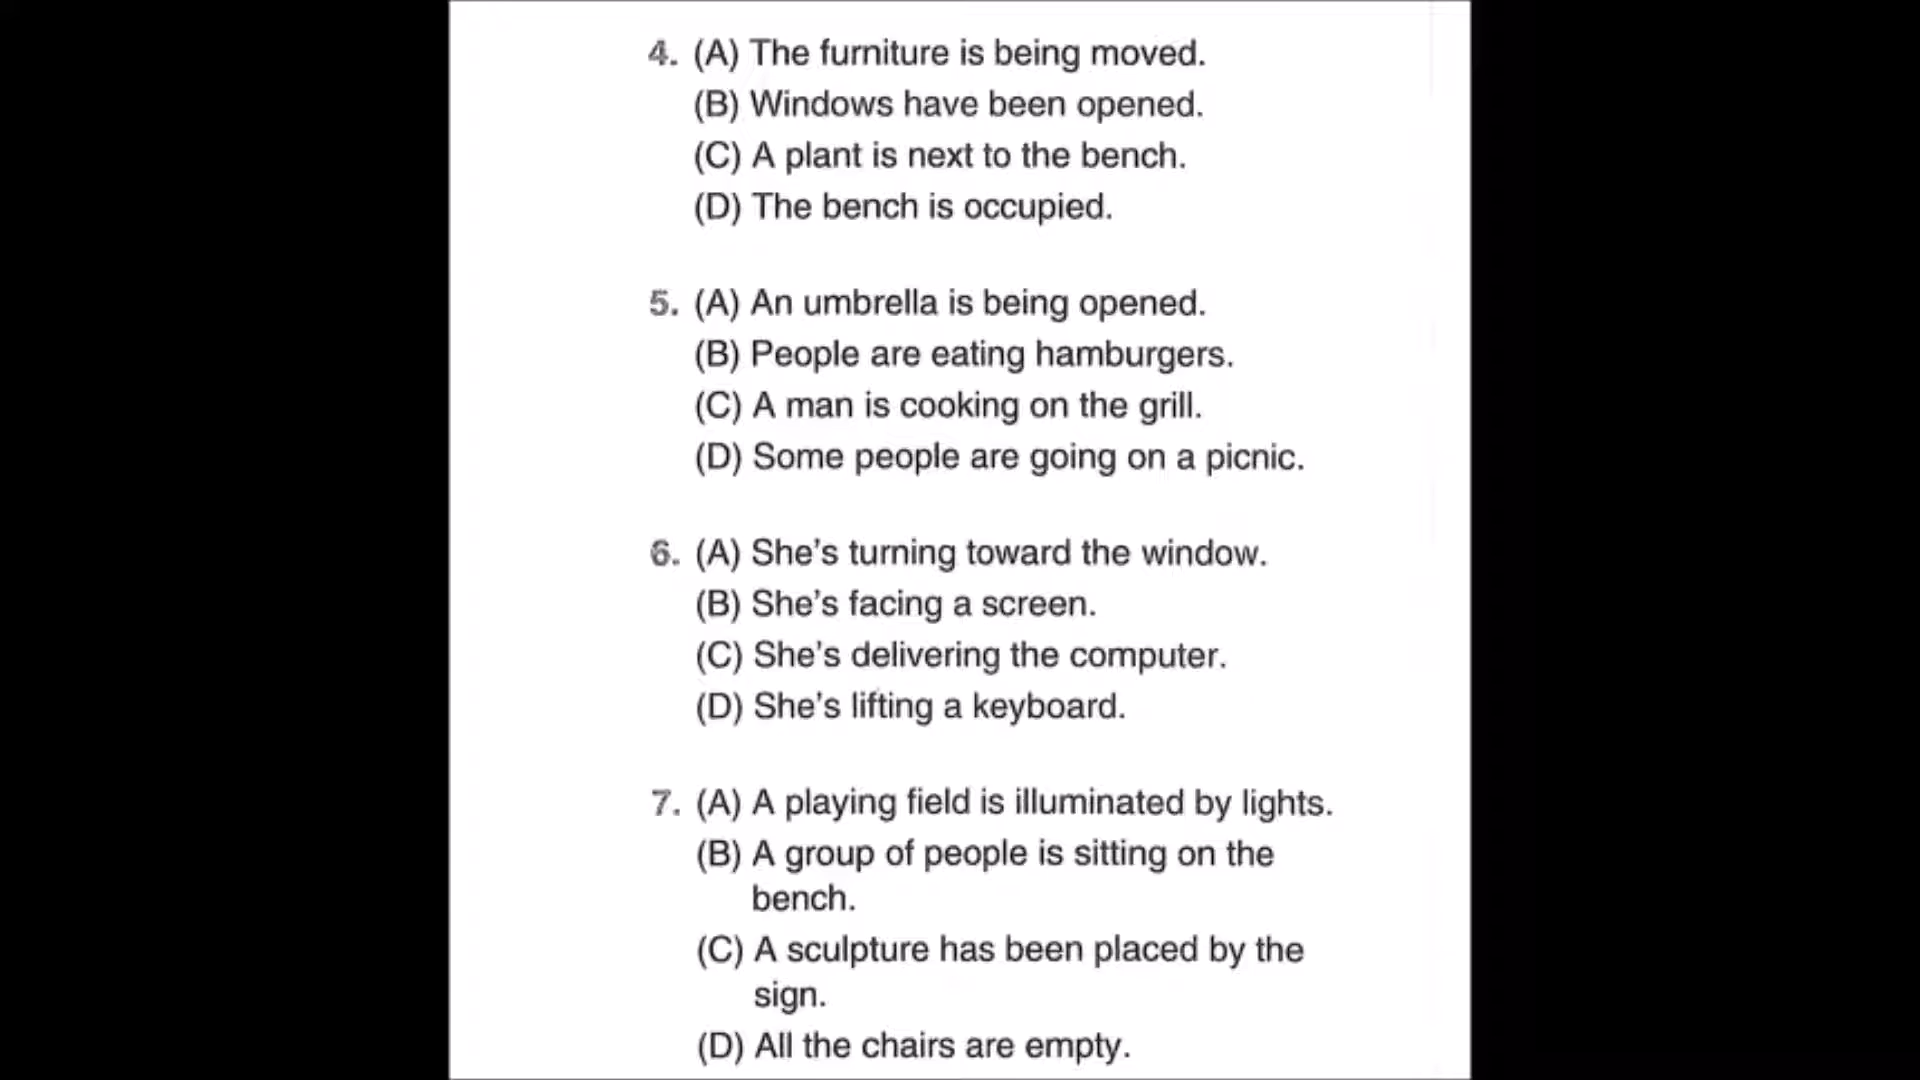 4. (A) The furniture is being moved.
(B) Windows have been opened.
(C) A plant is next to the bench.
(D) The bench is occupied.
5. (A) An umbrella is being opened.
(B) People are eating hamburgers.
(C) A man is cooking on the grill.
(D) Some people are going on a picnic.
6. (A) She's turning toward the window.
(B) She's facing a screen.
(C) She's delivering the computer.
(D) She's lifting a keyboard.
7. (A) A playing field is illuminated by lights.
(B) A group of people is sitting on the
bench.
(C) A sculpture has been placed by the
sign.
(D) All the chairs are empty.